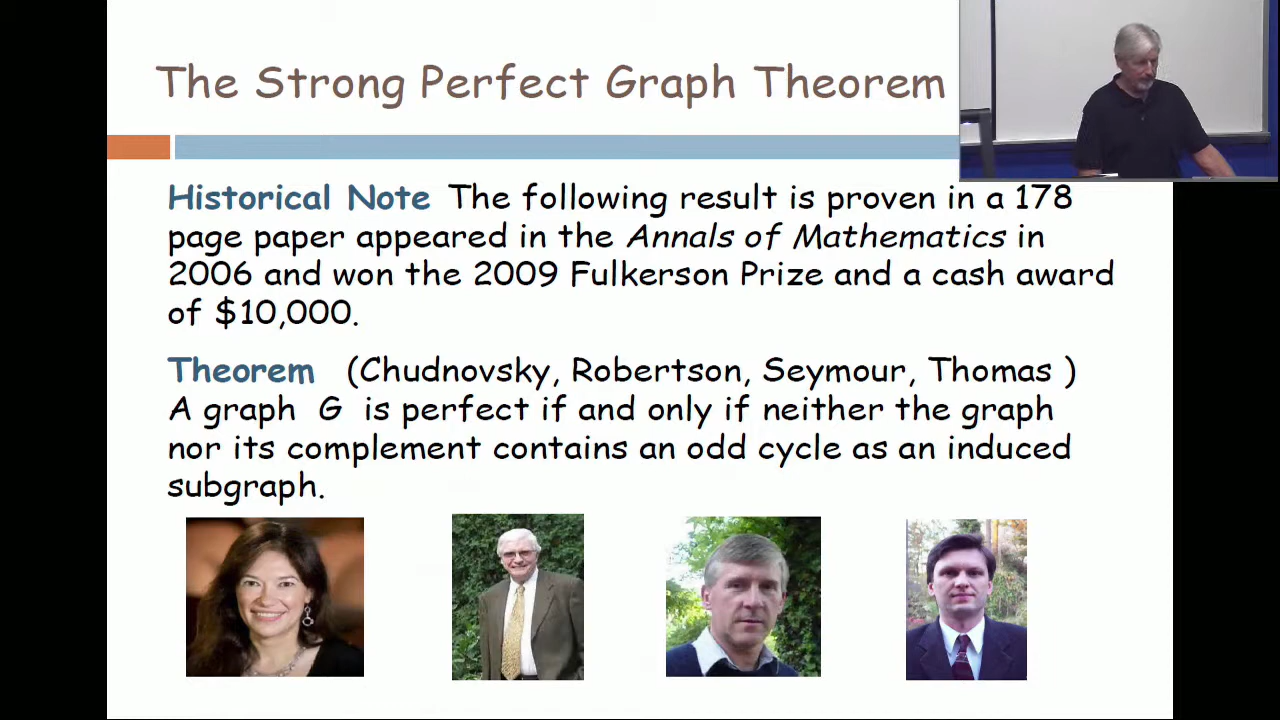 The Strong Perfect Graph Theorem
Historical Note The following result is proven in a 178
page paper appeared in the Annals of Mathematics in
2006 and won the 2009 Fulkerson Prize and a cash award
of $10,000.
Theorem (Chudnovsky, Robertson, Seymour, Thomas )
A graph G is perfect if and only if neither the graph
nor its complement contains an odd cycle as an induced
subgraph.